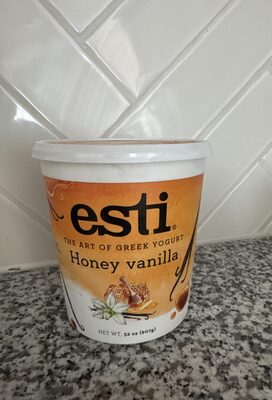 esti®
THE ART OF GREEK YOGURT
Honey vanilla
NET WT. 32 oz (907g)